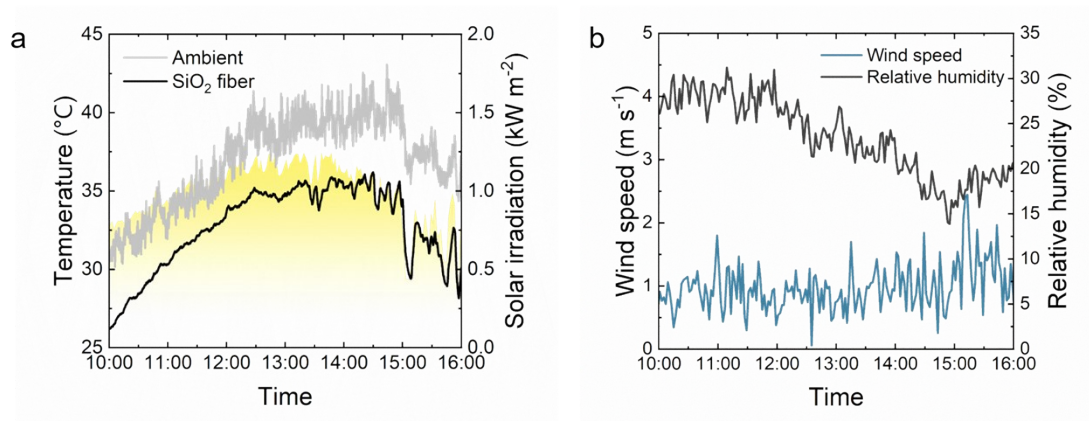 a
45
40
35
30
25
Temperature (°C)
Ambient
SiO₂ fiber
2.0
1.5
1.0
0.5
0.0
Solar irradiation (kW m⁻²)
10:00 11:00 12:00 13:00 14:00 15:00 16:00
Time
b
5
4
3
2
1
0
Wind speed (m s⁻¹)
Wind speed
Relative humidity
35
30
25
20
15
10
5
0
Relative humidity (%)
10:00 11:00 12:00 13:00 14:00 15:00 16:00
Time